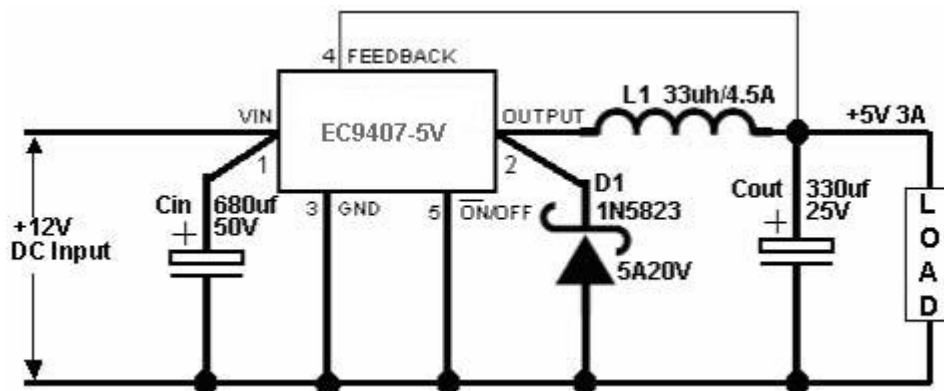 4 FEEDBACK
L1 33uh/4.5A
VIN
EC9407-5V
OUTPUT
+5V 3A
1
2
D1
Cin
680uf
50V
3 GND
5 ON/OFF
1N5823
Cout
330uf
25V
+12V
DC Input
+
+
5A20V
LOAD